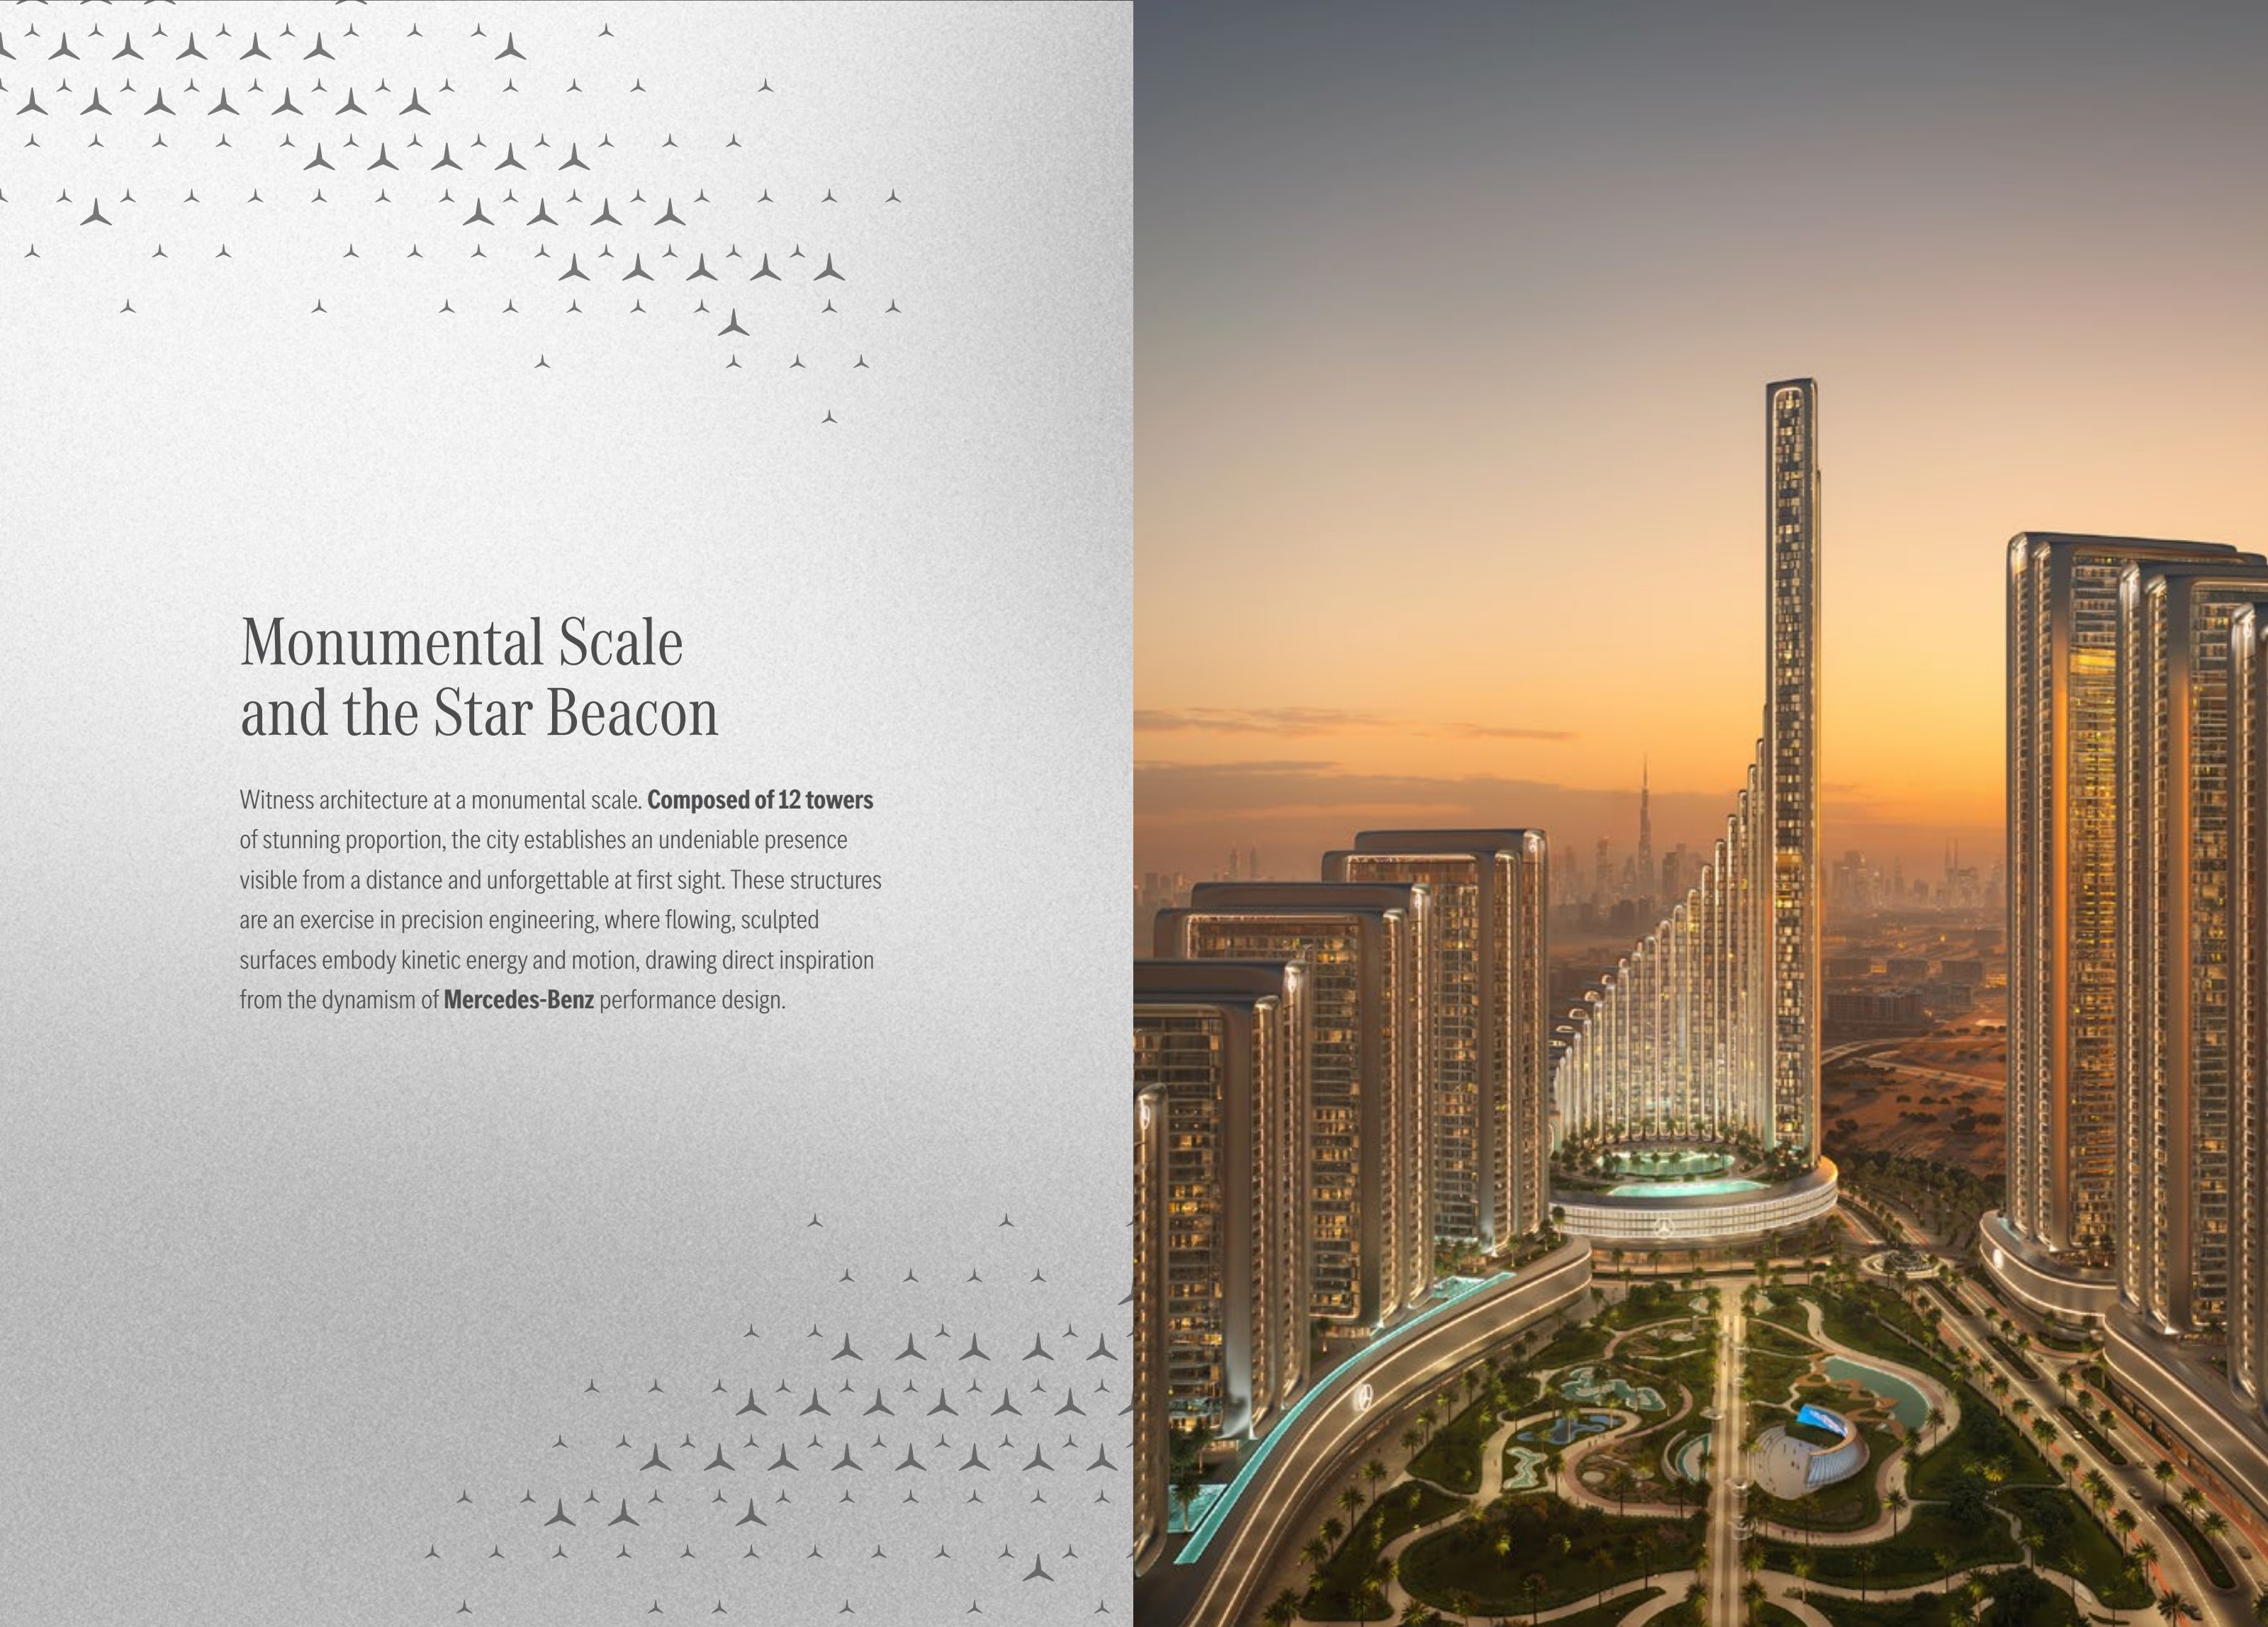 Monumental Scale
and the Star Beacon
Witness architecture at a monumental scale. Composed of 12 towers
of stunning proportion, the city establishes an undeniable presence
visible from a distance and unforgettable at first sight. These structures
are an exercise in precision engineering, where flowing, sculpted
surfaces embody kinetic energy and motion, drawing direct inspiration
from the dynamism of Mercedes-Benz performance design.